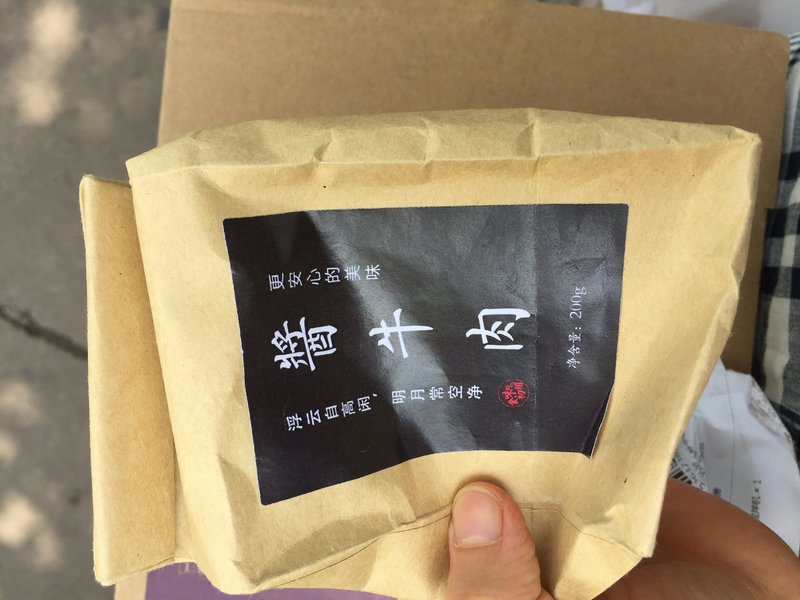 更安心的美味
醬牛肉
浮云自高闲，明月常空净
净含量：200g